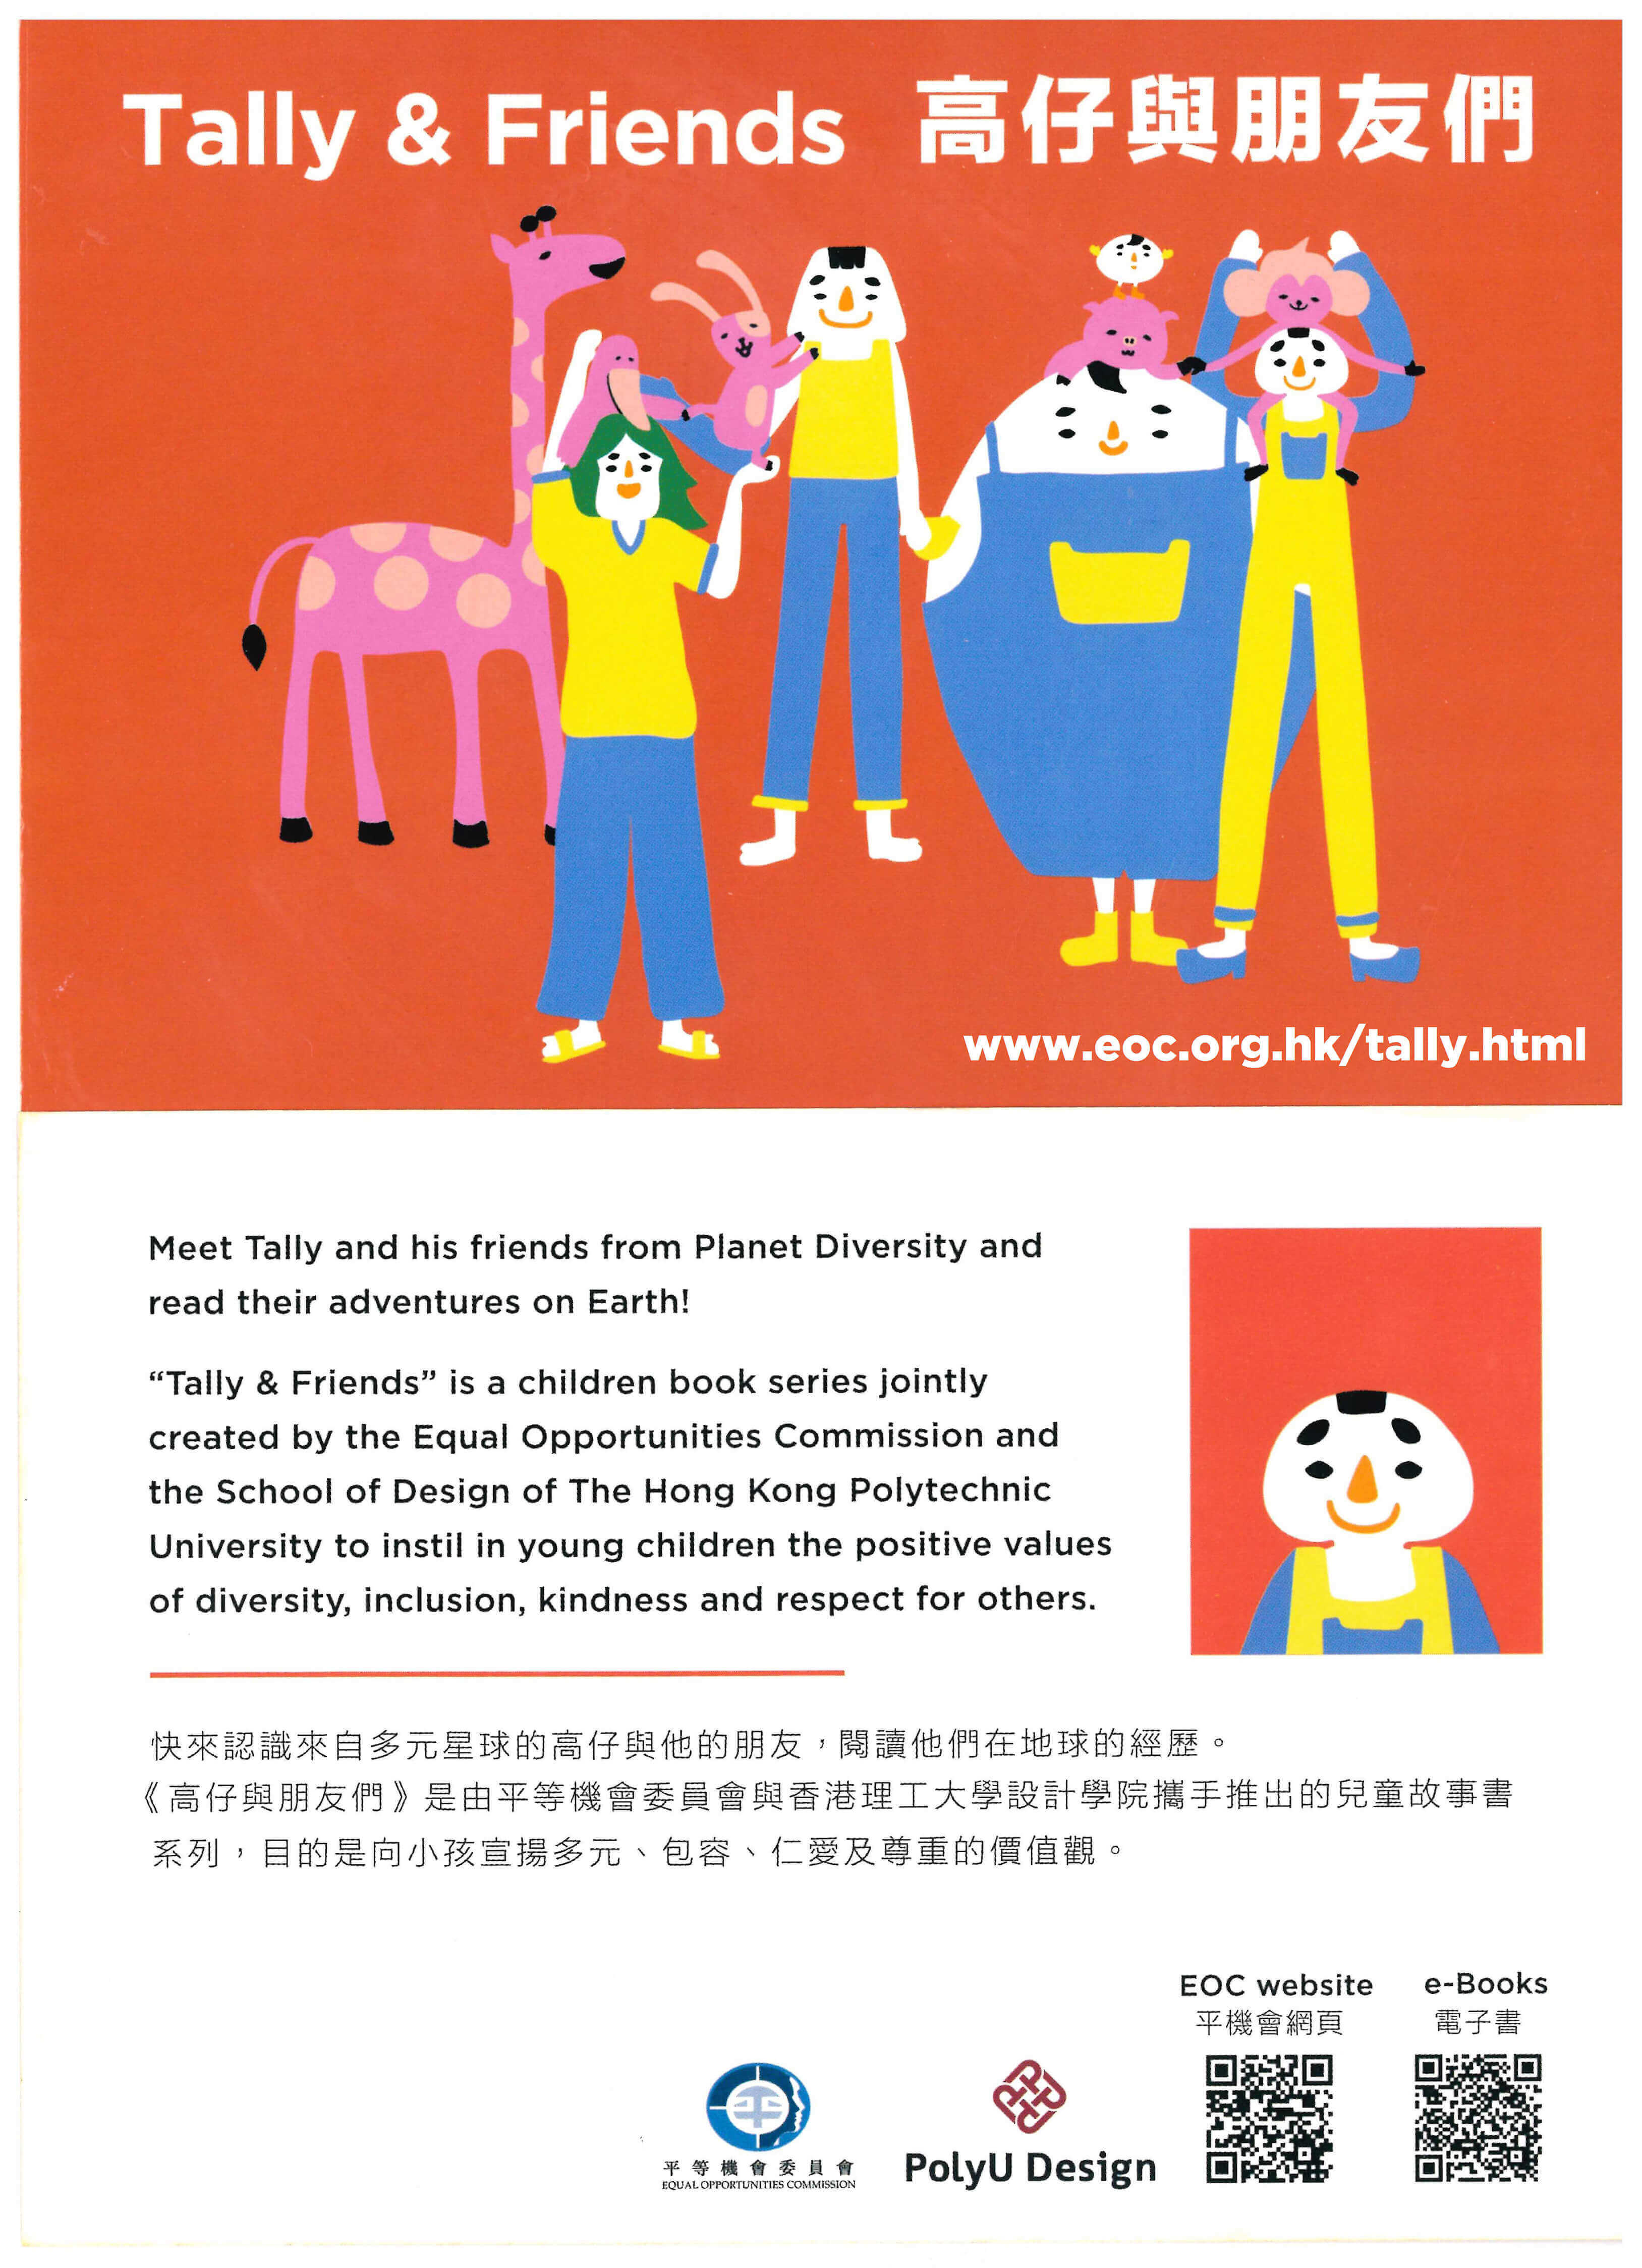 Tally & Friends 高仔與朋友們
www.eoc.org.hk/tally.html
Meet Tally and his friends from Planet Diversity and
read their adventures on Earth!
“Tally & Friends” is a children book series jointly
created by the Equal Opportunities Commission and
the School of Design of The Hong Kong Polytechnic
University to instil in young children the positive values
of diversity, inclusion, kindness and respect for others.
快來認識來自多元星球的高仔與他的朋友，閱讀他們在地球的經歷。
《高仔與朋友們》是由平等機會委員會與香港理工大學設計學院攜手推出的兒童故事書
系列，目的是向小孩宣揚多元、包容、仁愛及尊重的價值觀。
EOC website
平機會網頁
e-Books
電子書
平
平等機會委員會
EQUAL OPPORTUNITIES COMMISSION
PolyU Design